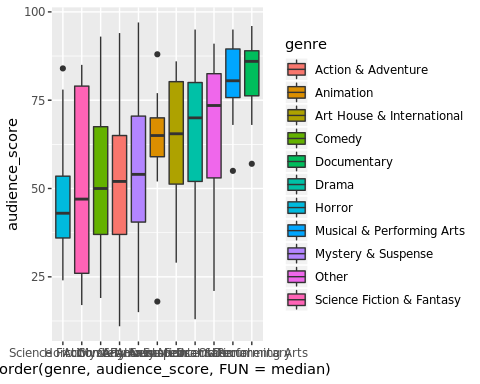 100
75
50
25
audience_score
order(genre, audience_score, FUN = median)
genre
Action & Adventure
Animation
Art House & International
Comedy
Documentary
Drama
Horror
Musical & Performing Arts
Mystery & Suspense
Other
Science Fiction & Fantasy